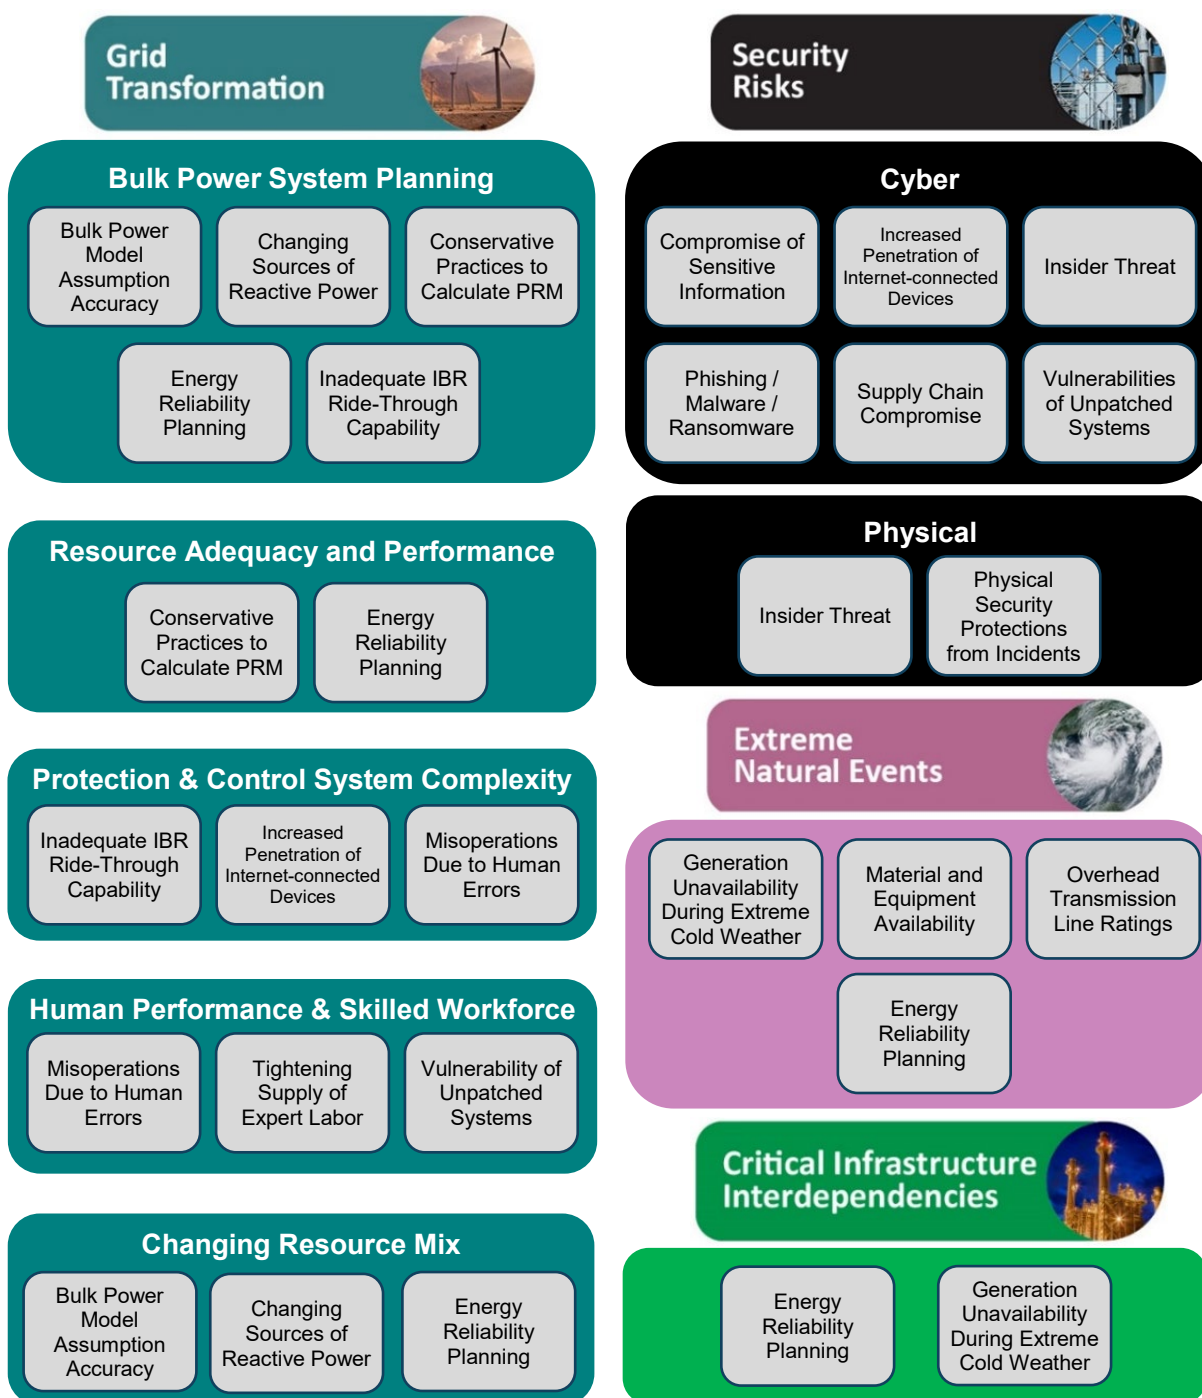 Grid
Transformation
Bulk Power System Planning
Bulk Power
Model
Assumption
Accuracy
Changing
Sources of
Reactive Power
Conservative
Practices to
Calculate PRM
Energy
Reliability
Planning
Inadequate IBR
Ride-Through
Capability
Resource Adequacy and Performance
Conservative
Practices to
Calculate PRM
Energy
Reliability
Planning
Protection & Control System Complexity
Inadequate IBR
Ride-Through
Capability
Increased
Penetration of
Internet-connected
Devices
Misoperations
Due to Human
Errors
Human Performance & Skilled Workforce
Misoperations
Due to Human
Errors
Tightening
Supply of
Expert Labor
Vulnerability of
Unpatched
Systems
Changing Resource Mix
Bulk Power
Model
Assumption
Accuracy
Changing
Sources of
Reactive Power
Energy
Reliability
Planning
Security
Risks
Cyber
Compromise of
Sensitive
Information
Increased
Penetration of
Internet-connected
Devices
Insider Threat
Phishing /
Malware /
Ransomware
Supply Chain
Compromise
Vulnerabilities
of Unpatched
Systems
Physical
Insider Threat
Physical
Security
Protections
from Incidents
Extreme
Natural Events
Generation
Unavailability
During Extreme
Cold Weather
Material and
Equipment
Availability
Overhead
Transmission
Line Ratings
Energy
Reliability
Planning
Critical Infrastructure
Interdependencies
Energy
Reliability
Planning
Generation
Unavailability
During Extreme
Cold Weather